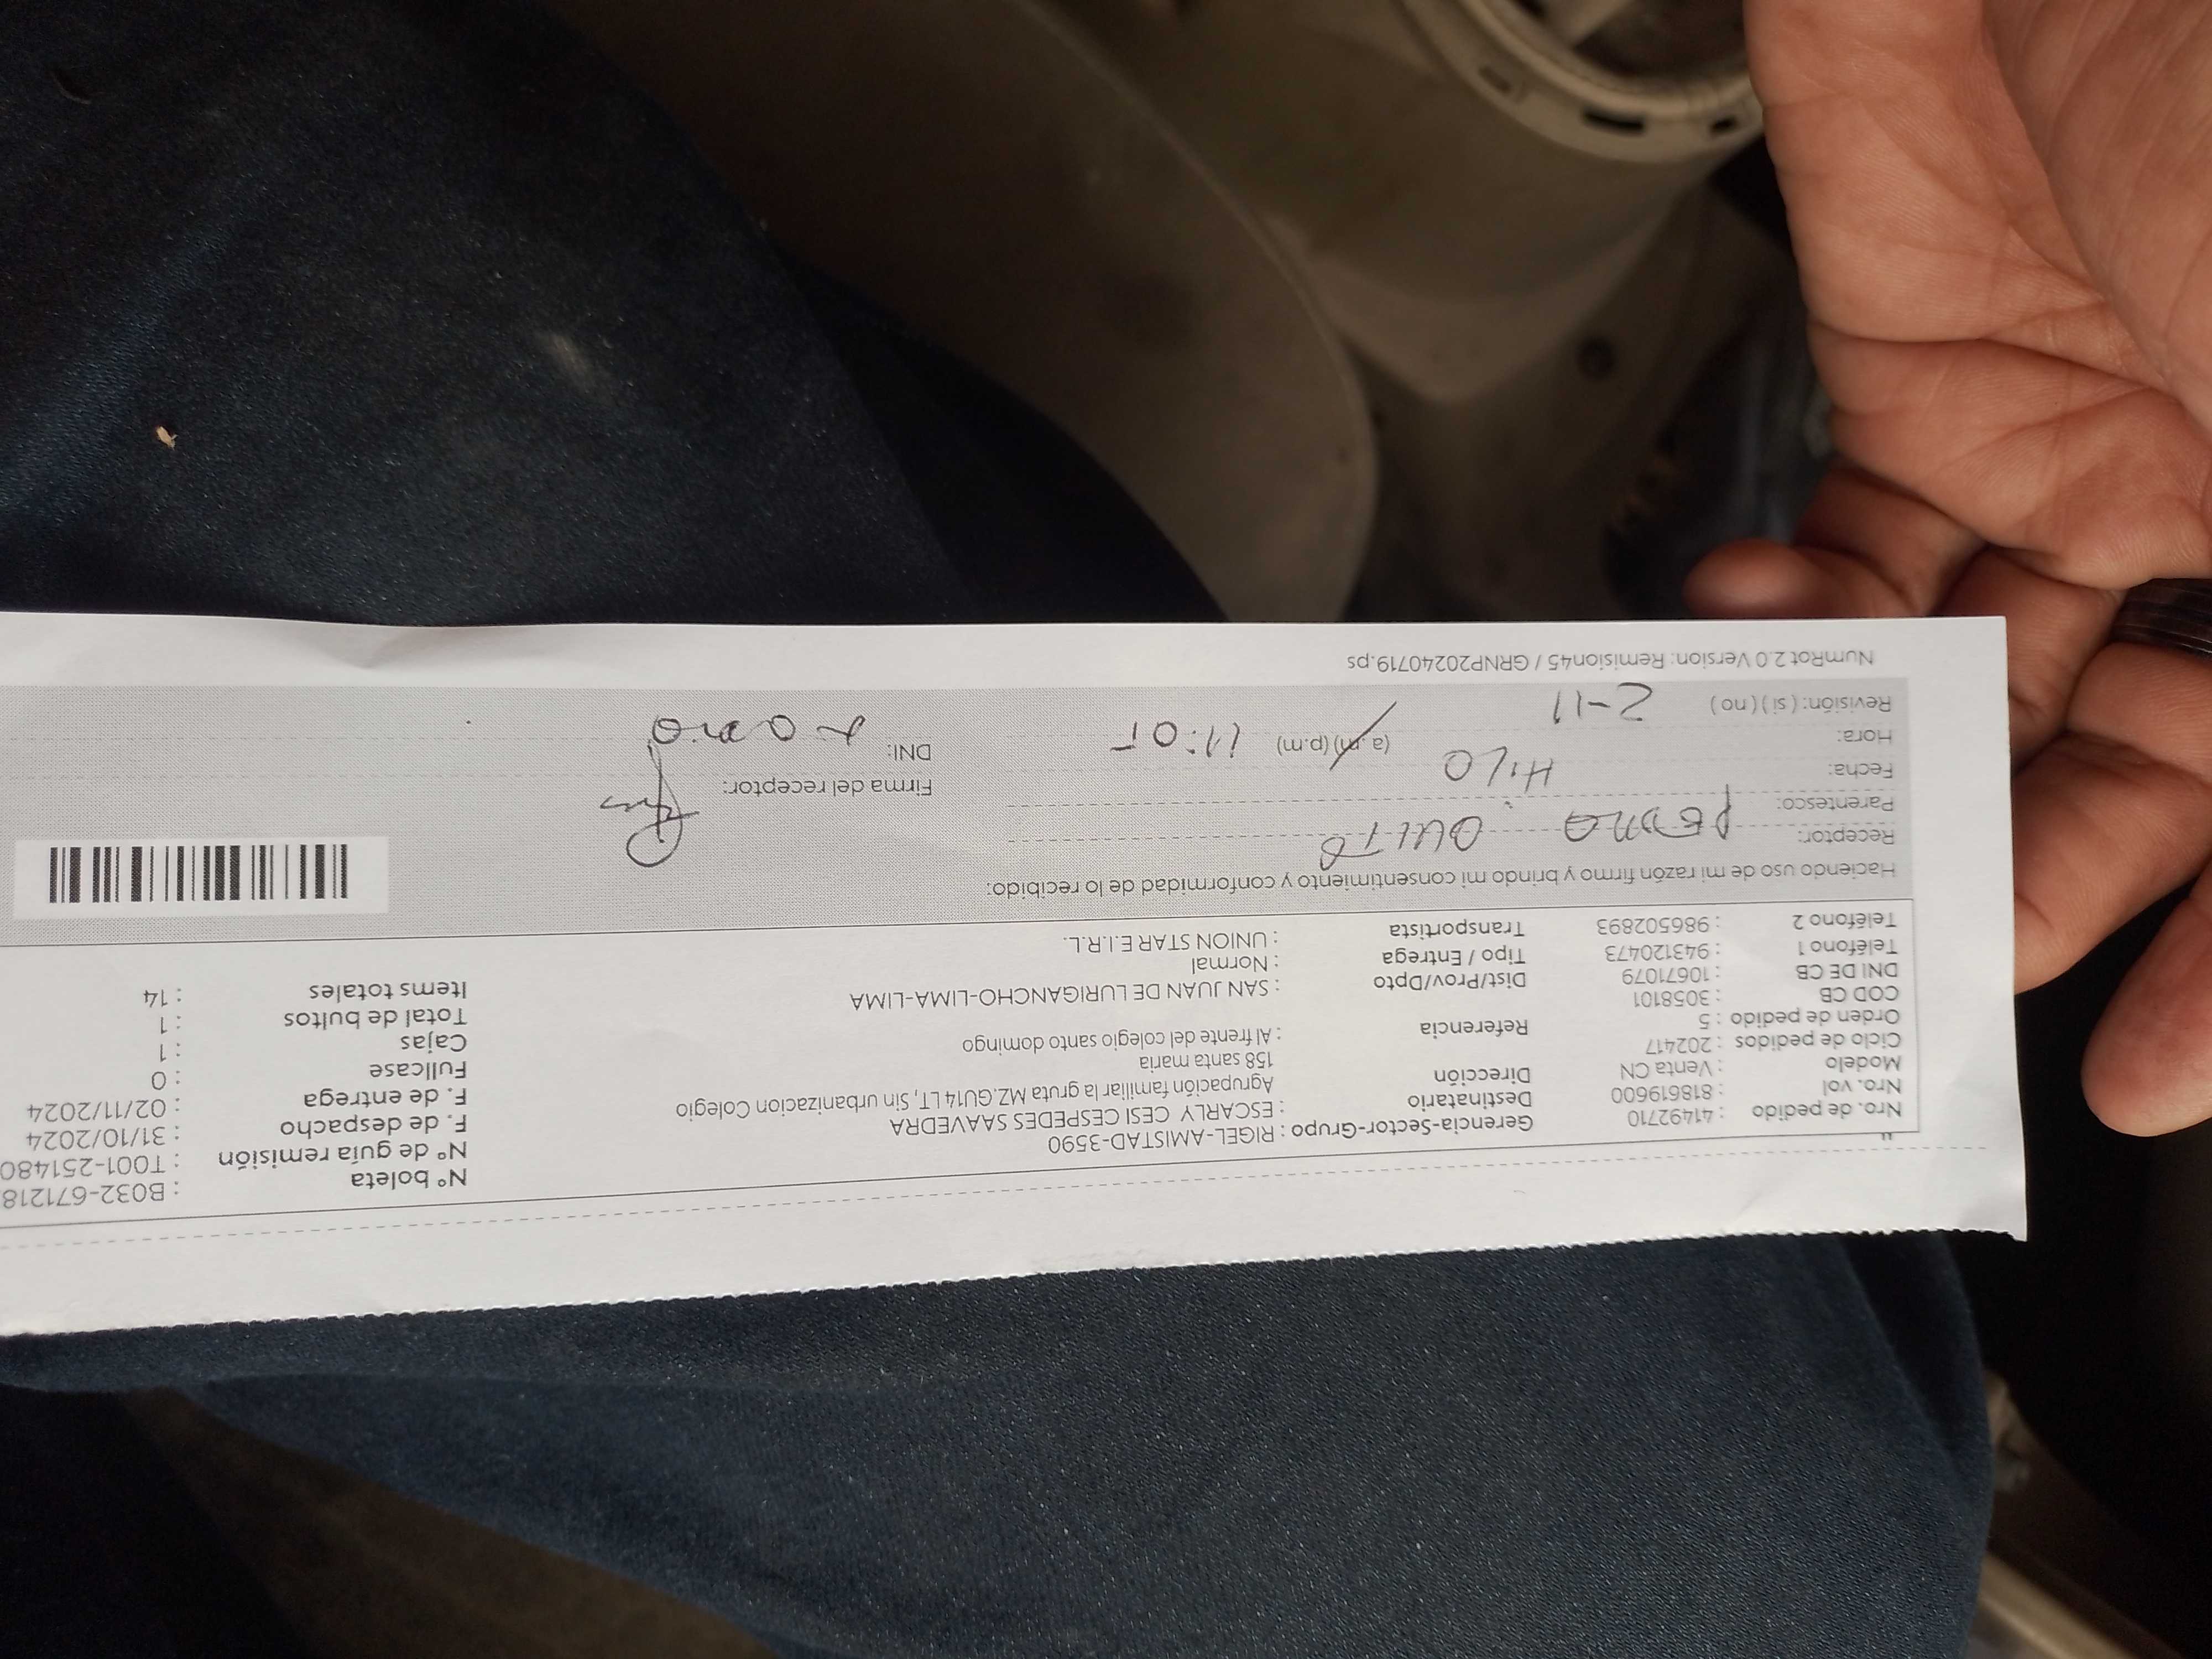 Nro. de pedido : 41492710 Gerencia-Sector-Grupo : RIGEL-AMISTAD-3590 N° boleta : B032-671218
Nro. vol : 818619600 Destinatario : ESCARLY CESI CESPEDES SAAVEDRA N° de guía remisión : T001-251480
Modelo : Venta CN Dirección Agrupación familiar la gruta MZ.GU14 LT, Sin urbanizacion Colegio F. de despacho : 31/10/2024
158 santa maria F. de entrega : 02/11/2024
Ciclo de pedidos : 202417 Referencia : Al frente del colegio santo domingo Fullcase : 0
Orden de pedido : 5 Cajas : 1
COD CB : 3058101 Dist/Prov/Dpto : SAN JUAN DE LURIGANCHO-LIMA-LIMA Total de bultos : 1
DNI DE CB : 10671079 Tipo / Entrega : Normal Items totales : 14
Teléfono 1 : 943120473 Transportista : UNION STAR E.I.R.L.
Teléfono 2 : 986502893
Haciendo uso de mi razón firmo y brindo mi consentimiento y conformidad de lo recibido:
Receptor:
Parentesco: Firma del receptor:
Fecha: HiLO DNI:
Hora: (a.m) (p.m) 11:05
Revisión: ( si ) ( no ) 2-11
NumRot 2.0 Version: Remision45 / GRNP20240719.ps